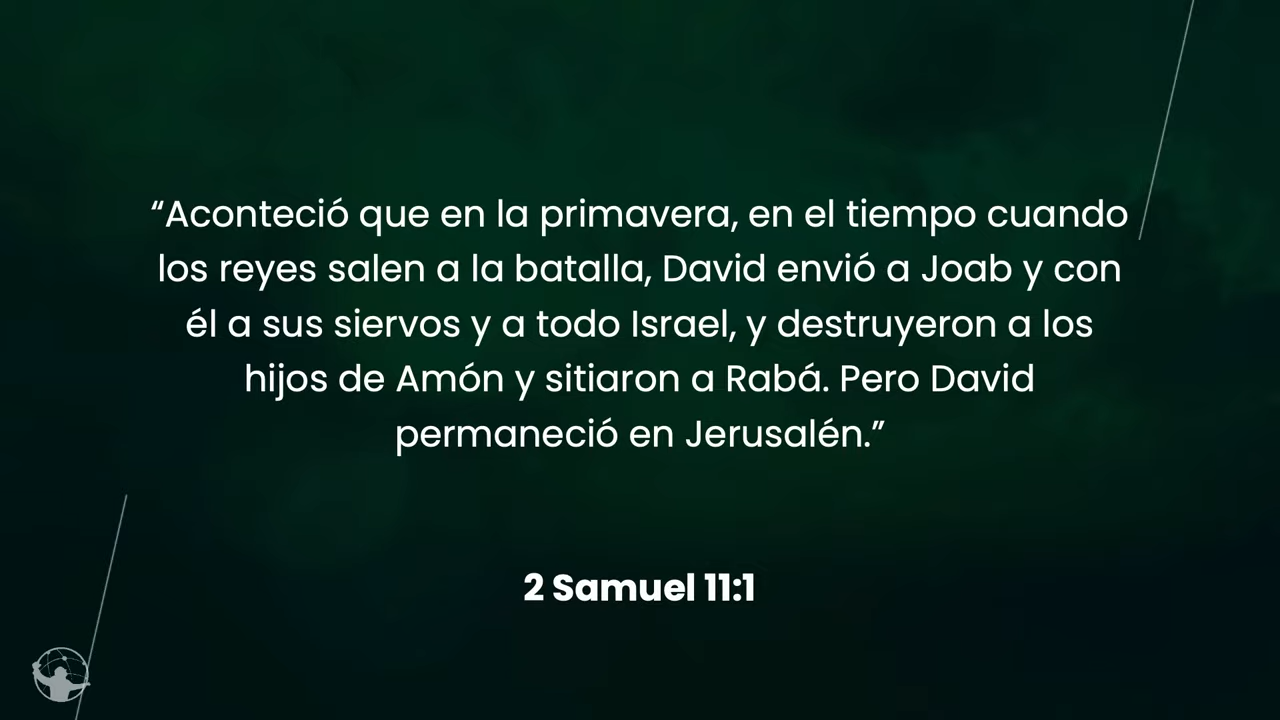 “Aconteció que en la primavera, en el tiempo cuando
los reyes salen a la batalla, David envió a Joab y con
él a sus siervos y a todo Israel, y destruyeron a los
hijos de Amón y sitiaron a Rabá. Pero David
permaneció en Jerusalén.”
2 Samuel 11:1